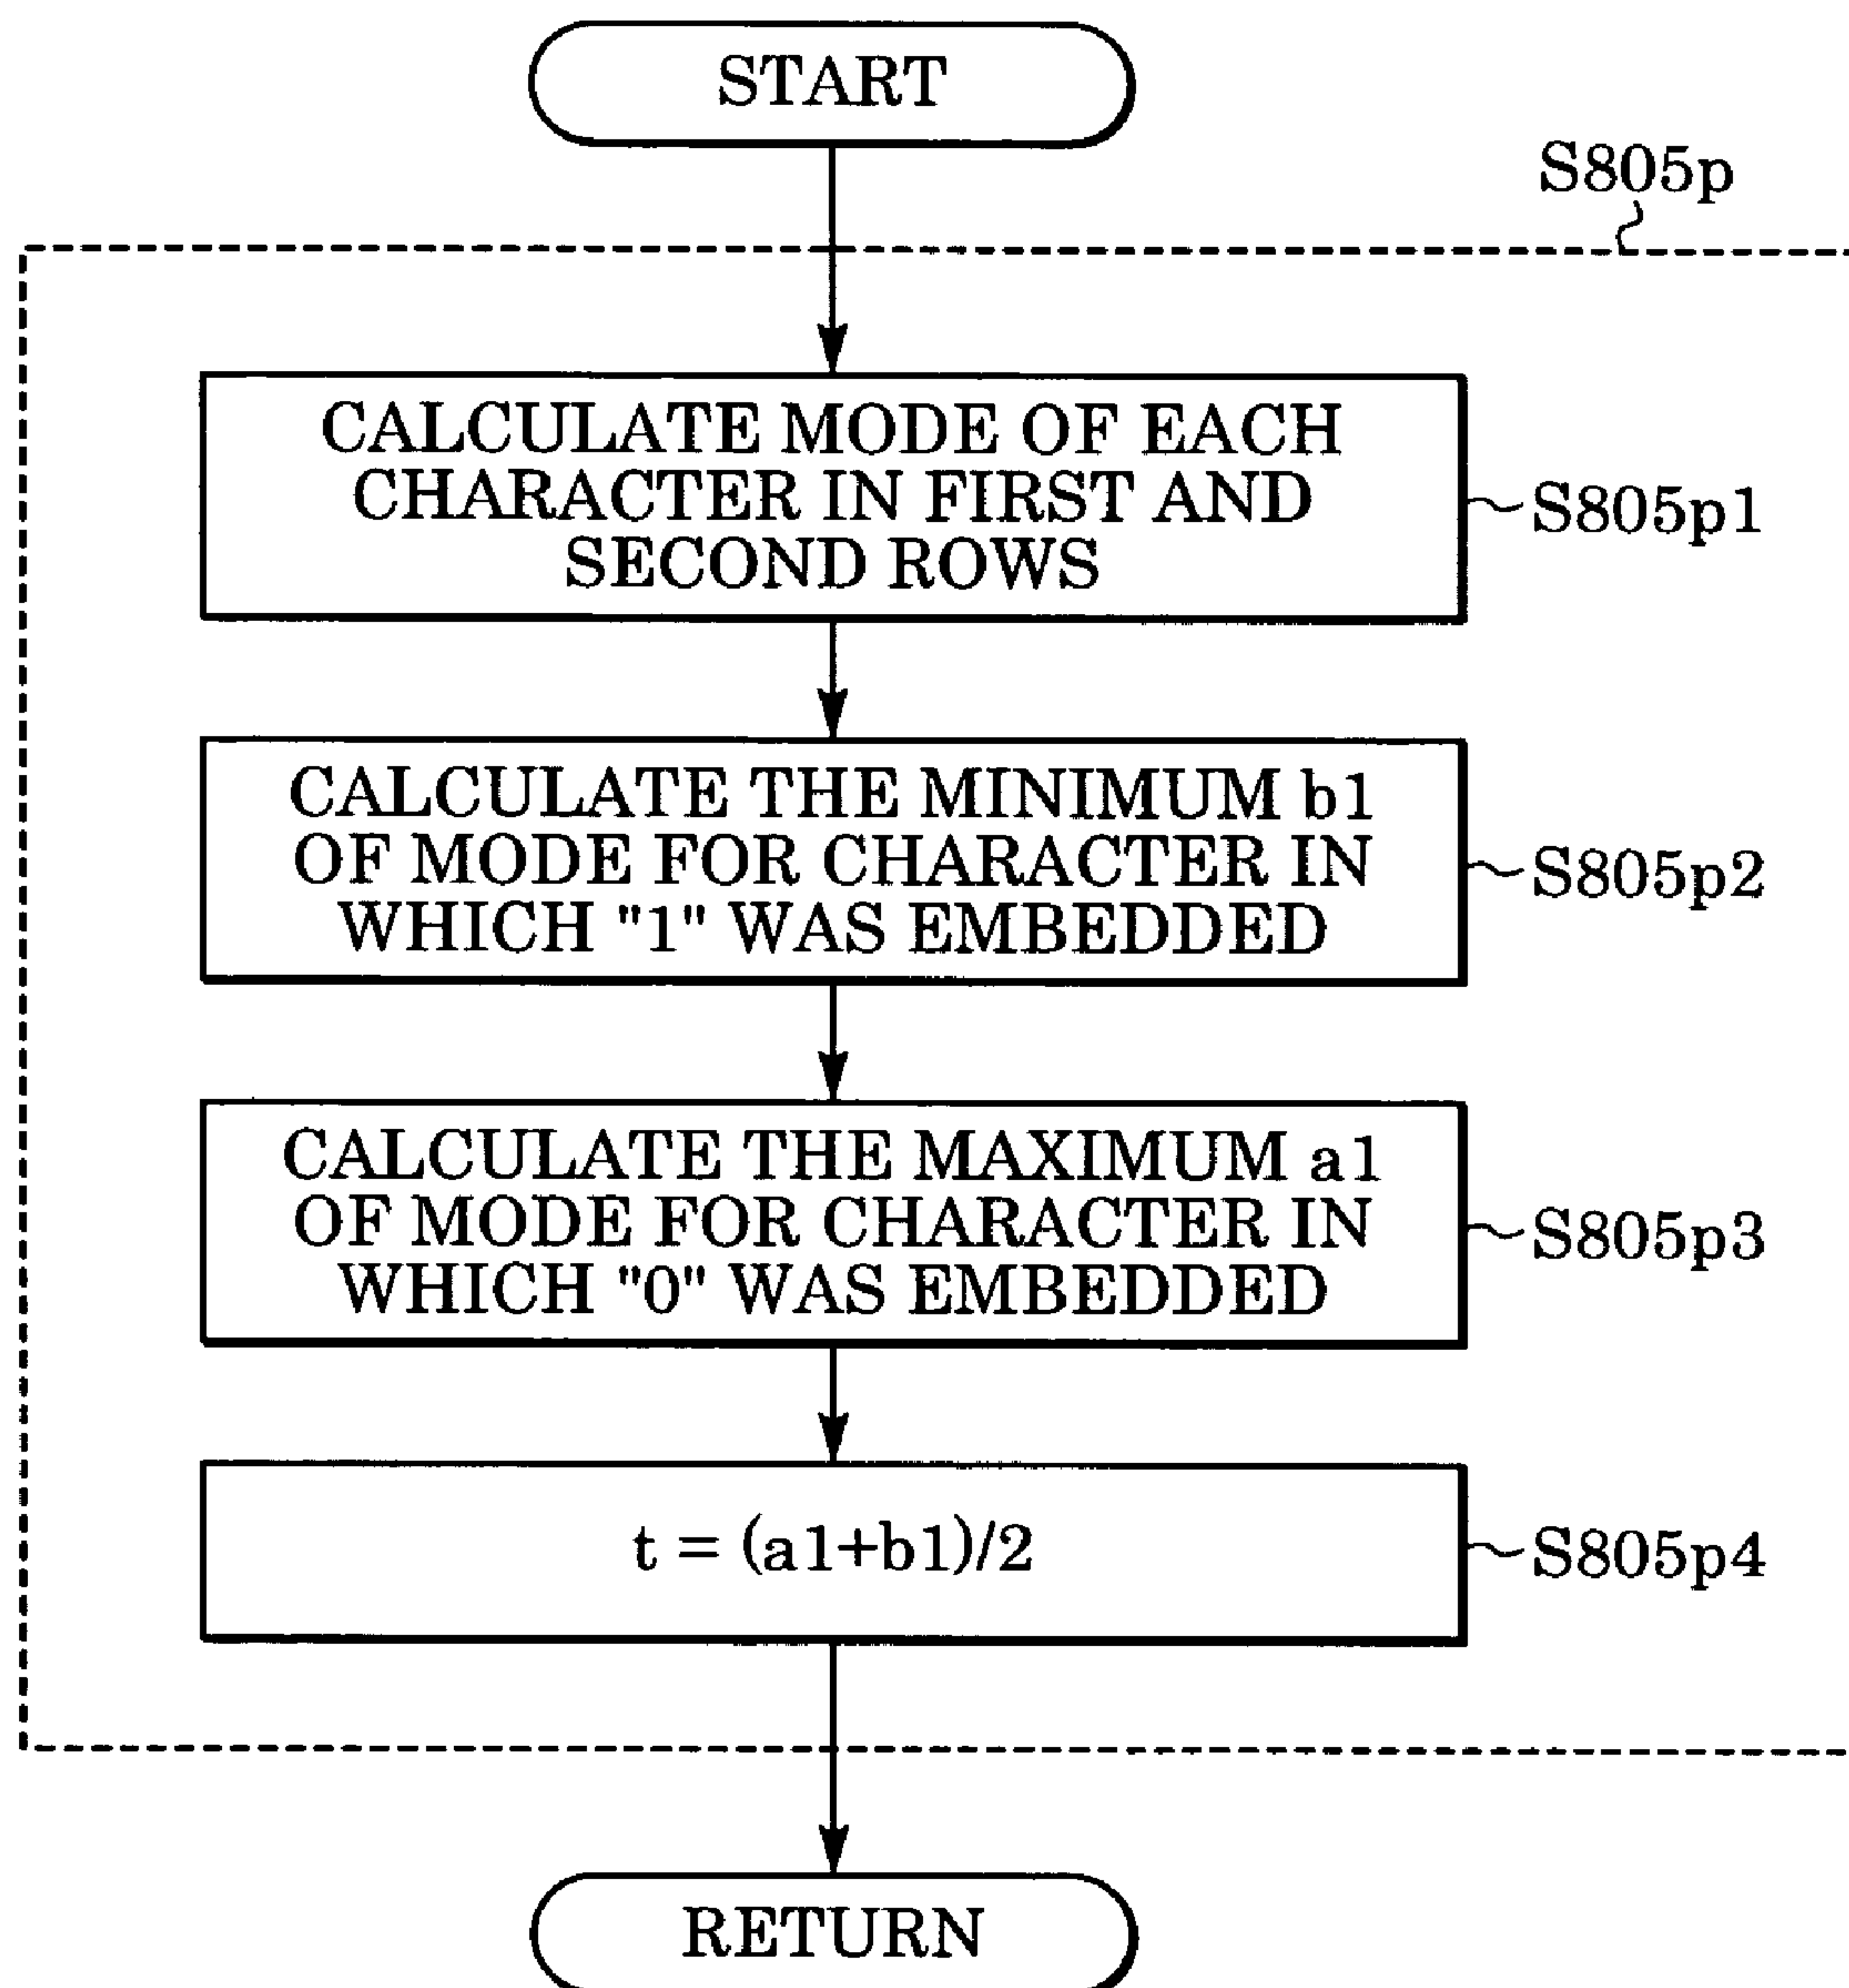 START
S805p
CALCULATE MODE OF EACH
CHARACTER IN FIRST AND
SECOND ROWS
S805p1
CALCULATE THE MINIMUM b1
OF MODE FOR CHARACTER IN
WHICH "1" WAS EMBEDDED
S805p2
CALCULATE THE MAXIMUM a1
OF MODE FOR CHARACTER IN
WHICH "0" WAS EMBEDDED
S805p3
t = (a1+b1)/2
S805p4
RETURN